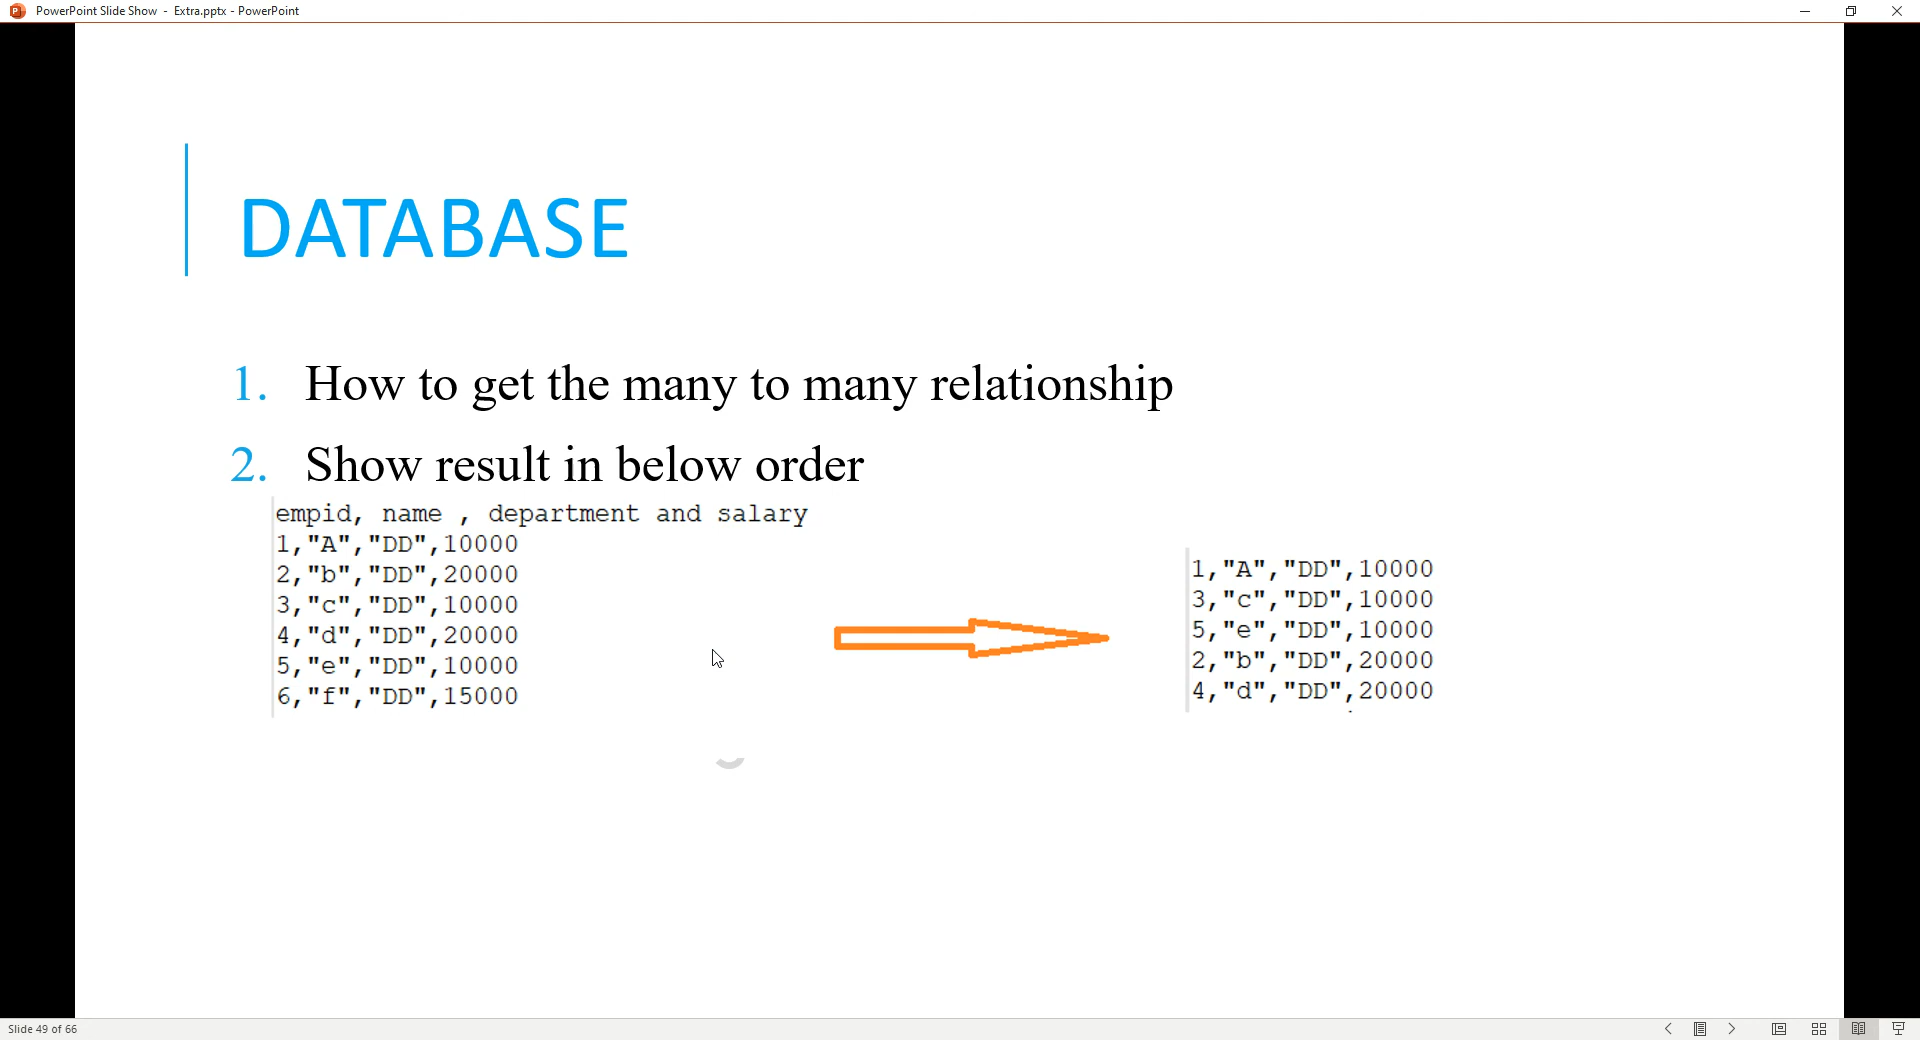 PowerPoint Slide Show - Extra.pptx - PowerPoint
DATABASE
1. How to get the many to many relationship
2. Show result in below order
empid, name , department and salary
1,"A","DD",10000
2,"b","DD",20000
3,"c","DD",10000
4,"d","DD",20000
5,"e","DD",10000
6,"f","DD",15000
1,"A","DD",10000
3,"c","DD",10000
5,"e","DD",10000
2,"b","DD",20000
4,"d","DD",20000
Slide 49 of 66